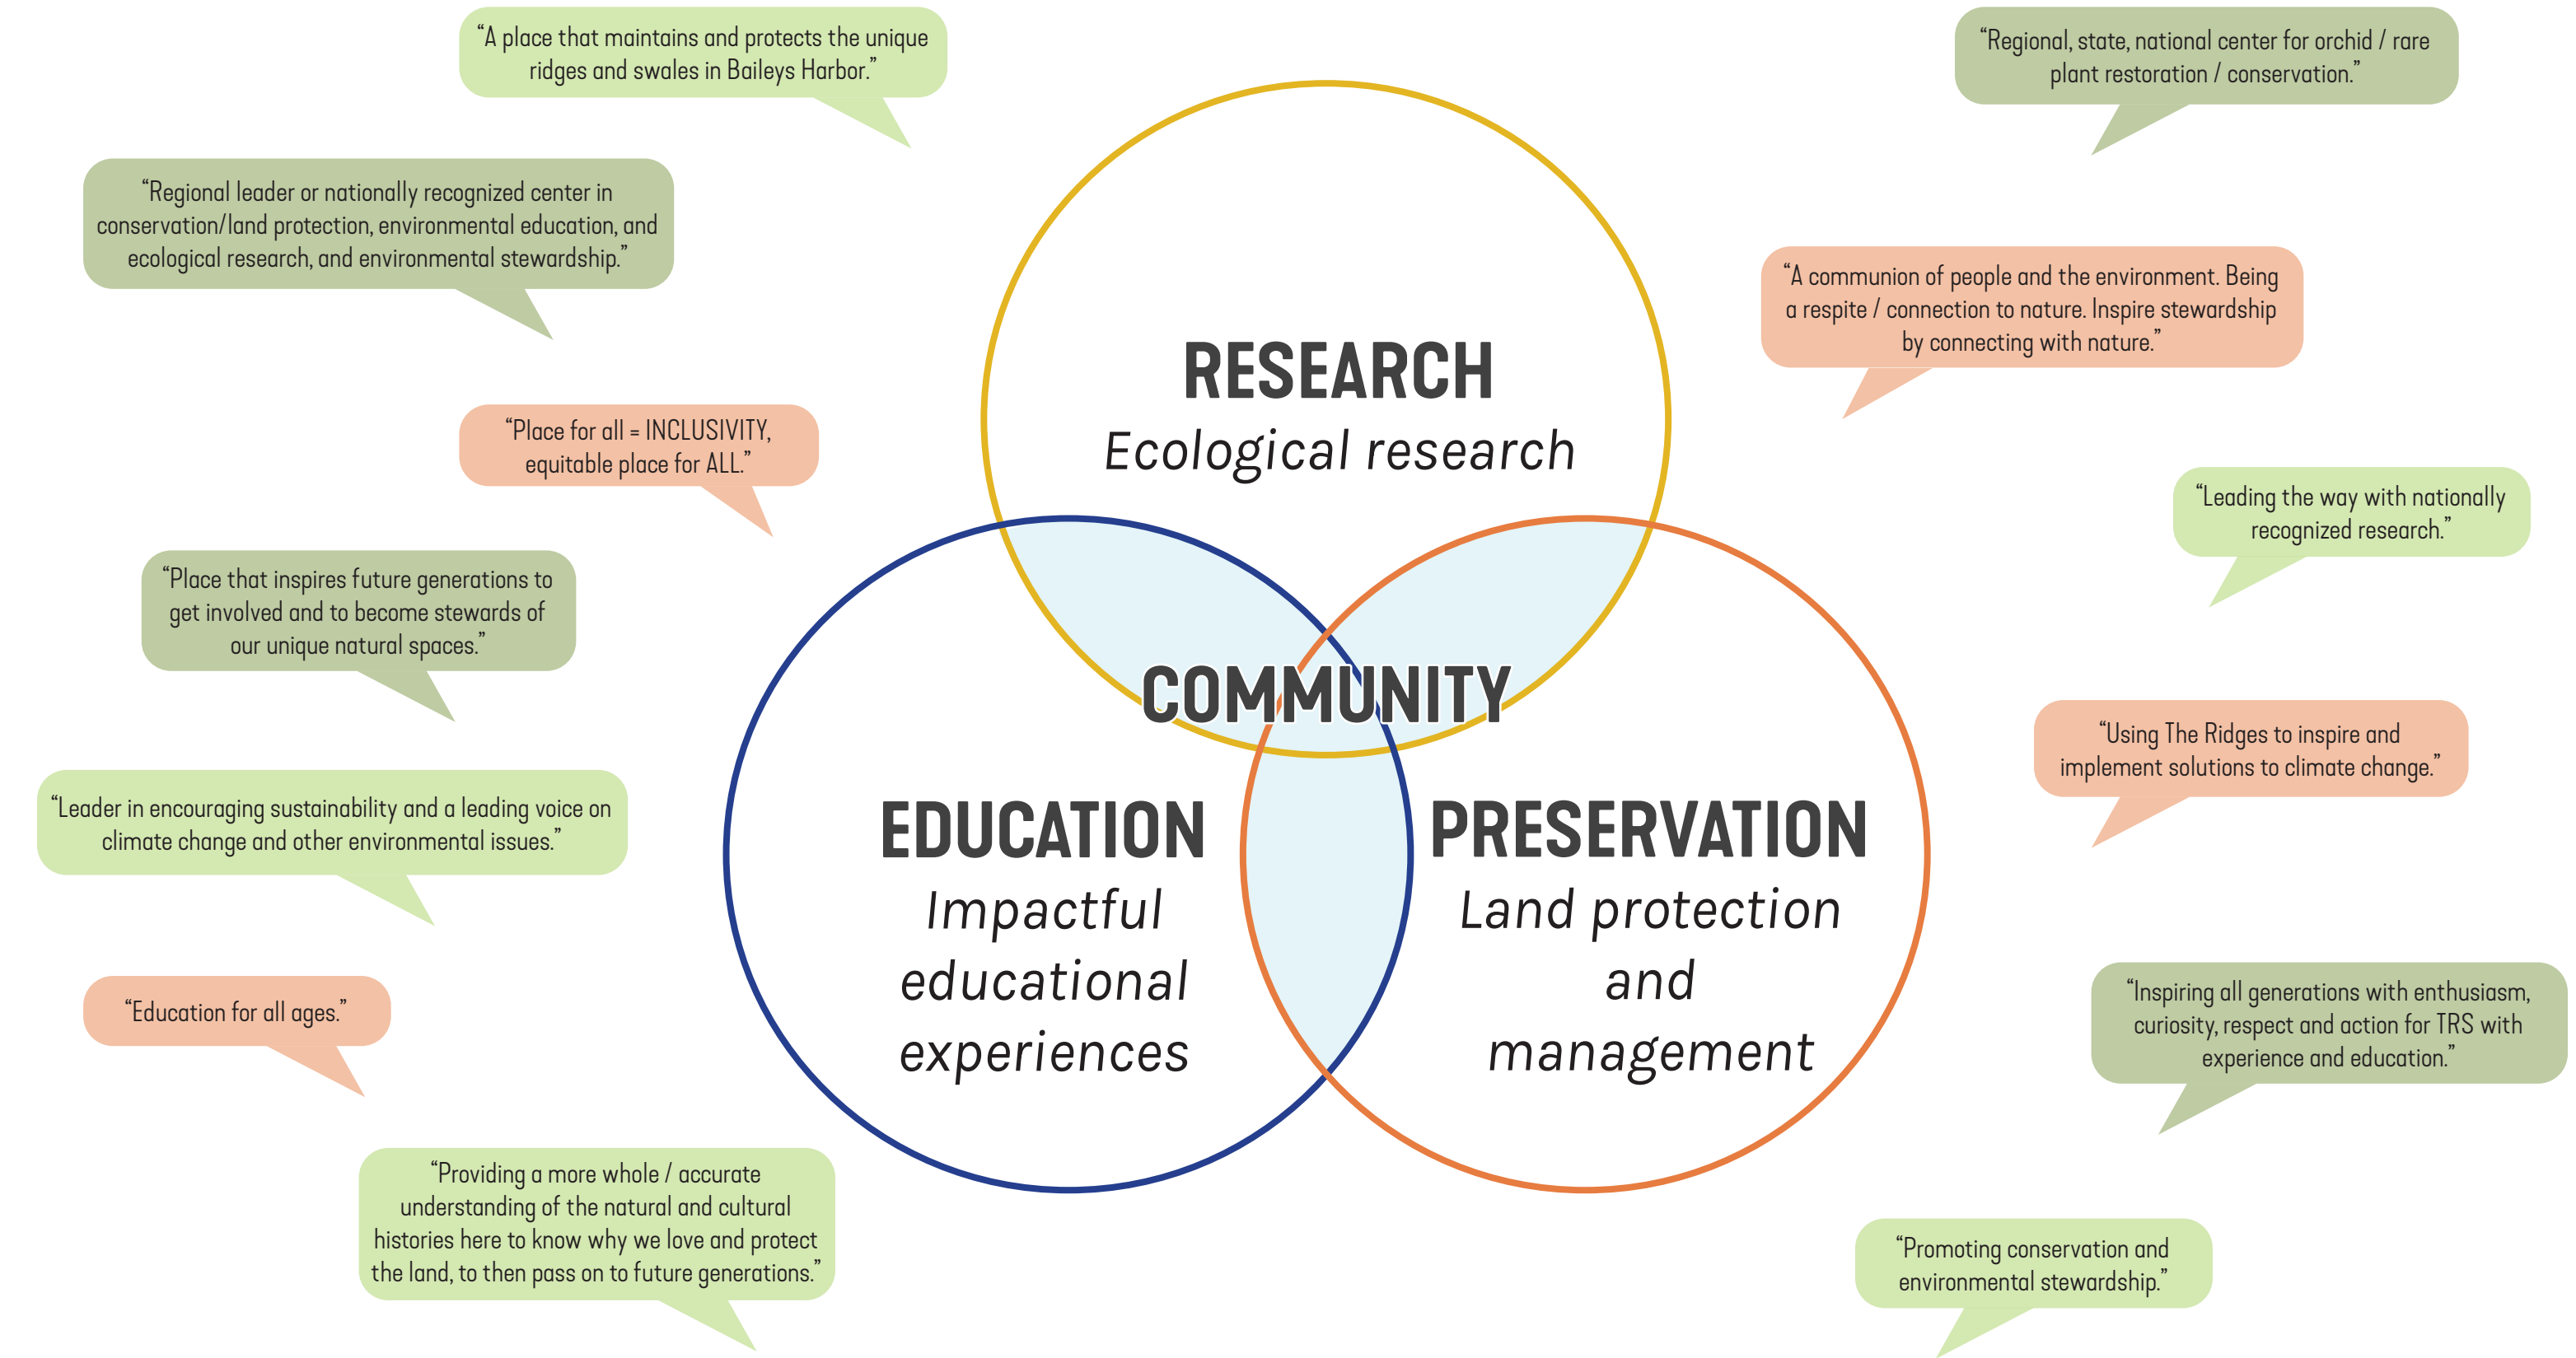 “A place that maintains and protects the unique
ridges and swales in Baileys Harbor.”
“Regional leader or nationally recognized center in
conservation/land protection, environmental education, and
ecological research, and environmental stewardship.”
“Place for all = INCLUSIVITY,
equitable place for ALL.”
“Place that inspires future generations to
get involved and to become stewards of
our unique natural spaces.”
“Leader in encouraging sustainability and a leading voice on
climate change and other environmental issues.”
“Education for all ages.”
“Providing a more whole / accurate
understanding of the natural and cultural
histories here to know why we love and protect
the land, to then pass on to future generations.”
RESEARCH
Ecological research
COMMUNITY
EDUCATION
Impactful
educational
experiences
PRESERVATION
Land protection
and
management
“Regional, state, national center for orchid / rare
plant restoration / conservation.”
“A communion of people and the environment. Being
a respite / connection to nature. Inspire stewardship
by connecting with nature.”
“Leading the way with nationally
recognized research.”
“Using The Ridges to inspire and
implement solutions to climate change.”
“Inspiring all generations with enthusiasm,
curiosity, respect and action for TRS with
experience and education.”
“Promoting conservation and
environmental stewardship.”